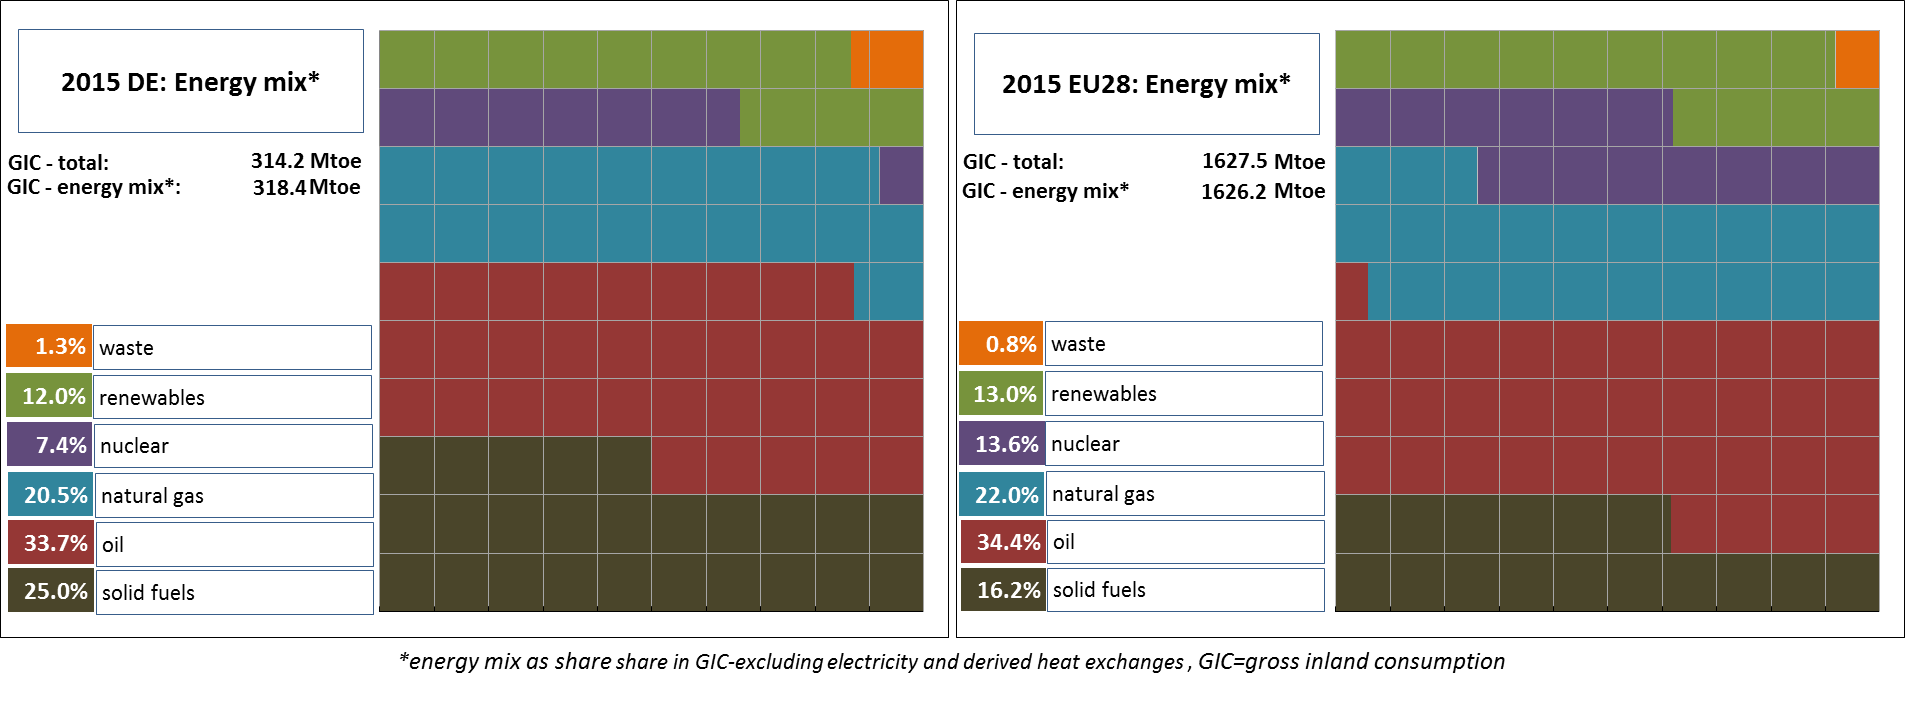 2015 DE: Energy mix*
GIC - total: 314.2 Mtoe
GIC - energy mix*: 318.4 Mtoe
1.3% waste
12.0% renewables
7.4% nuclear
20.5% natural gas
33.7% oil
25.0% solid fuels
2015 EU28: Energy mix*
GIC - total: 1627.5 Mtoe
GIC - energy mix* 1626.2 Mtoe
0.8% waste
13.0% renewables
13.6% nuclear
22.0% natural gas
34.4% oil
16.2% solid fuels
*energy mix as share share in GIC-excluding electricity and derived heat exchanges , GIC=gross inland consumption